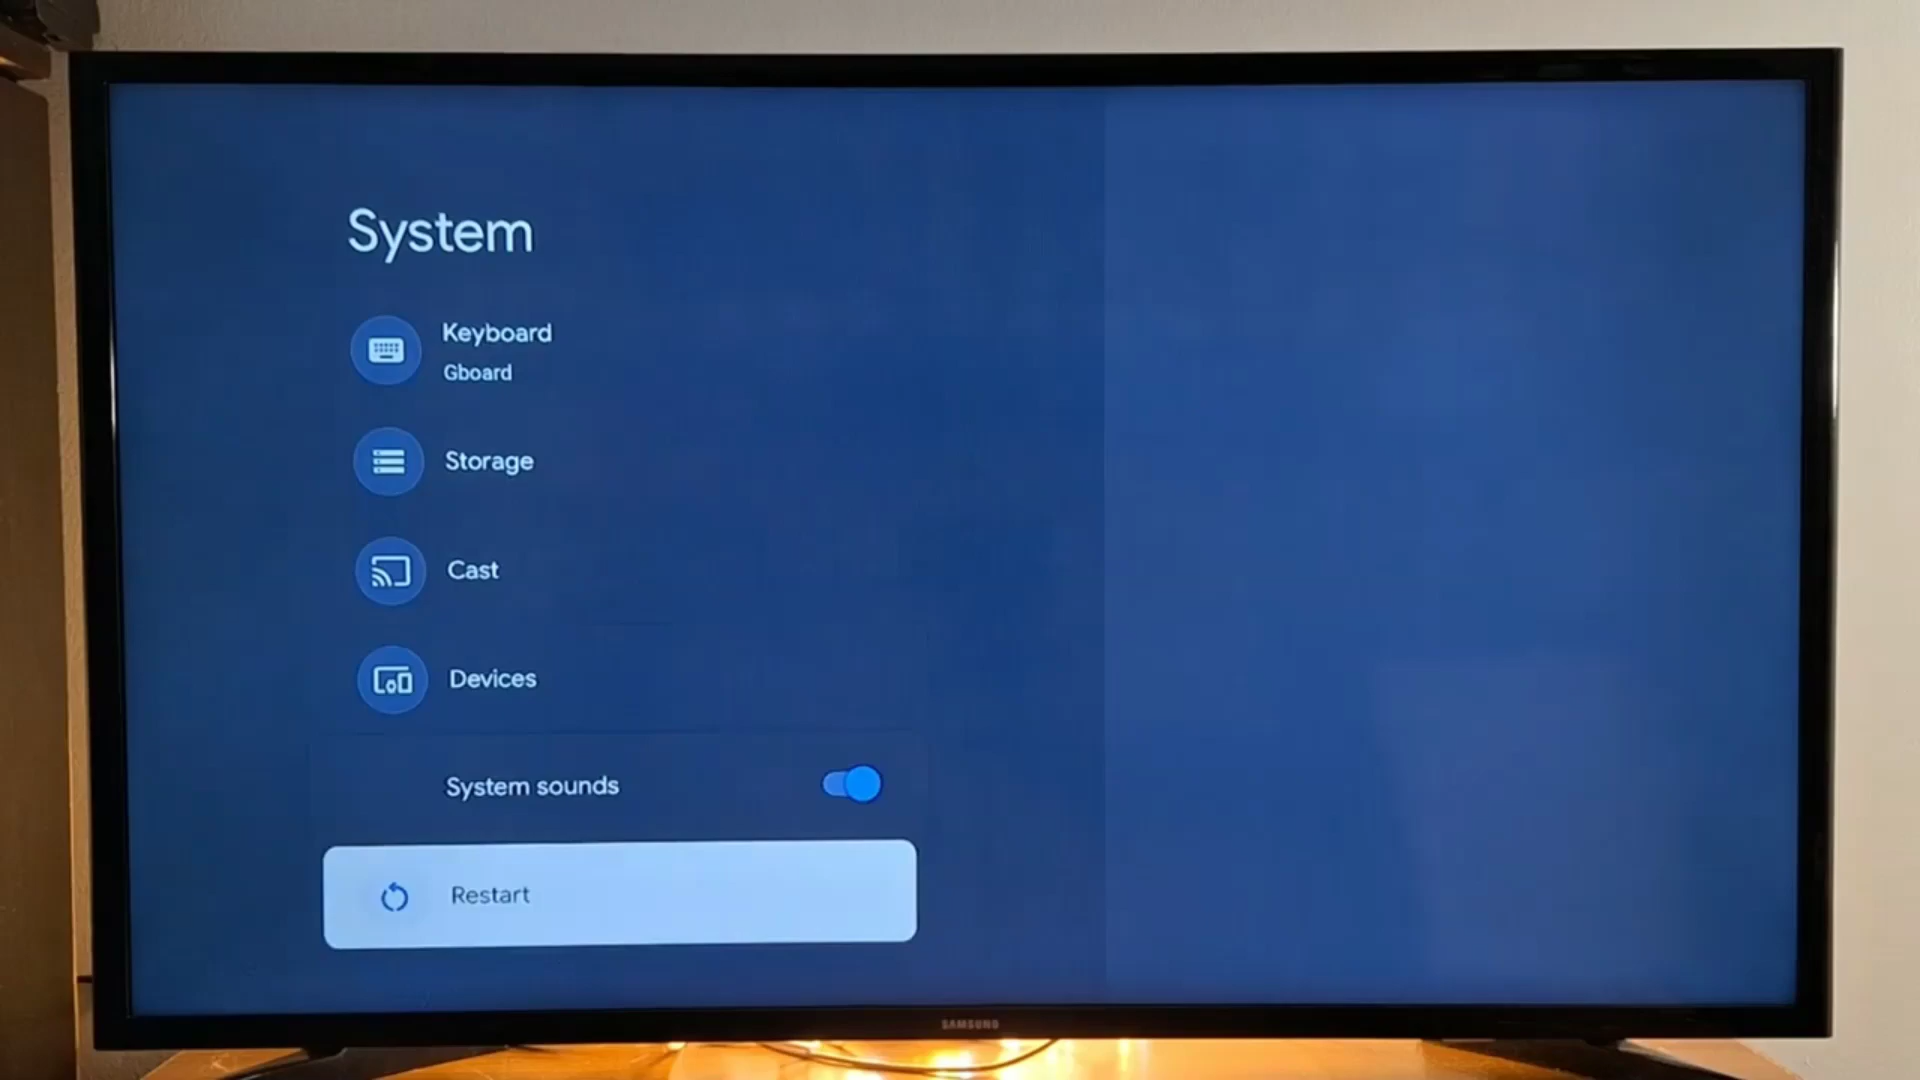 System
Keyboard
Gboard
Storage
Cast
Devices
System sounds
Restart
SAMSUNG